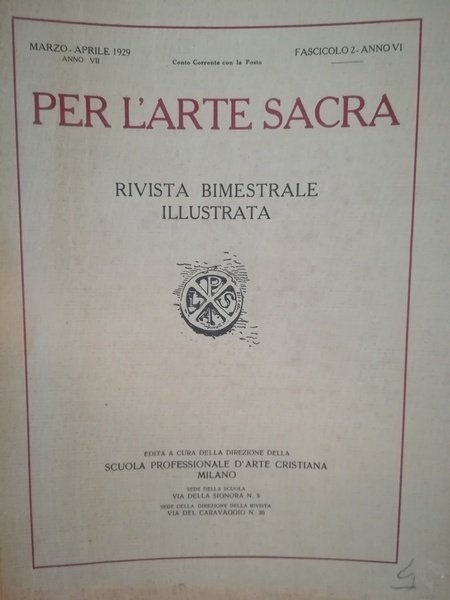 MARZO - APRILE 1929
ANNO VII
Conto Corrente con la Posta
FASCICOLO 2 - ANNO VI
PER L'ARTE SACRA
RIVISTA BIMESTRALE
ILLUSTRATA
EDITA A CURA DELLA DIREZIONE DELLA
SCUOLA PROFESSIONALE D'ARTE CRISTIANA
MILANO
SEDE DELLA SCUOLA
VIA DELLA SIGNORA N. 5
SEDE DELLA DIREZIONE DELLA RIVISTA
VIA DEL CARAVAGGIO N. 30